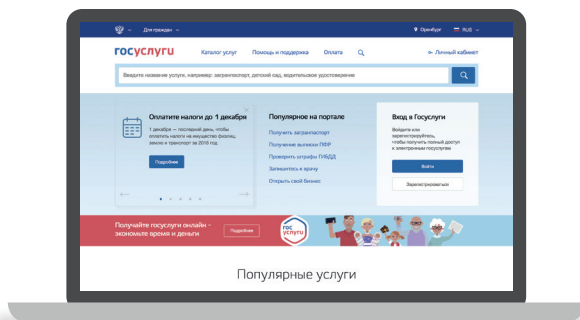 Для граждан
Оренбург
RUS
госуслуги
Каталог услуг
Помощь и поддержка
Оплата
Личный кабинет
Введите название услуги, например: загранпаспорт, детский сад, водительское удостоверение
Оплатите налоги до 1 декабря
1 декабря — последний день, чтобы
оплатить налоги на имущество физлиц,
землю и транспорт за 2018 год.
Подробнее
Популярное на портале
Получить загранпаспорт
Получение выписки ПФР
Проверить штрафы ГИБДД
Запишитесь к врачу
Открыть свой бизнес
Вход в Госуслуги
Войдите или
зарегистрируйтесь,
чтобы получить полный доступ
к электронным госуслугам
Войти
Зарегистрироваться
Получайте госуслуги онлайн –
экономьте время и деньги
Подробнее
гос
услуги
Популярные услуги